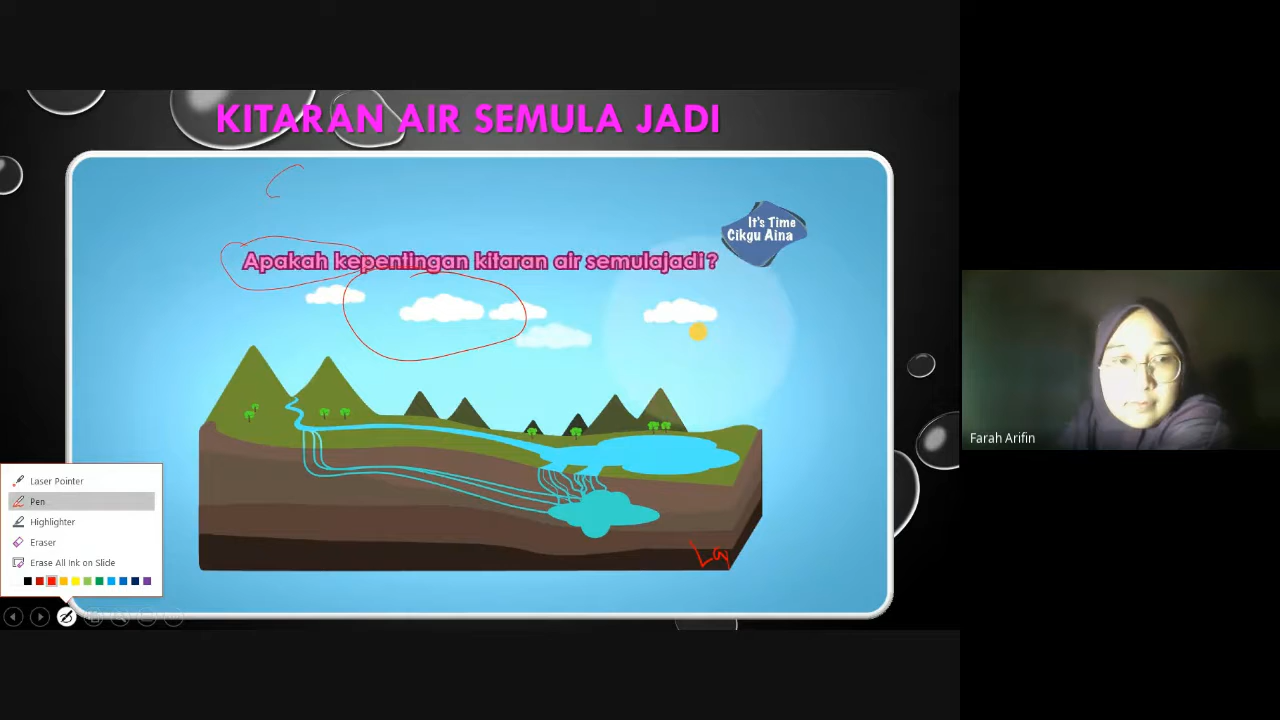 KITARAN AIR SEMULA JADI
It's Time
Cikgu Aina
Apakah kepentingan kitaran air semulajadi?
Farah Arifin
Laser Pointer
Pen
Highlighter
Eraser
Erase All Ink on Slide